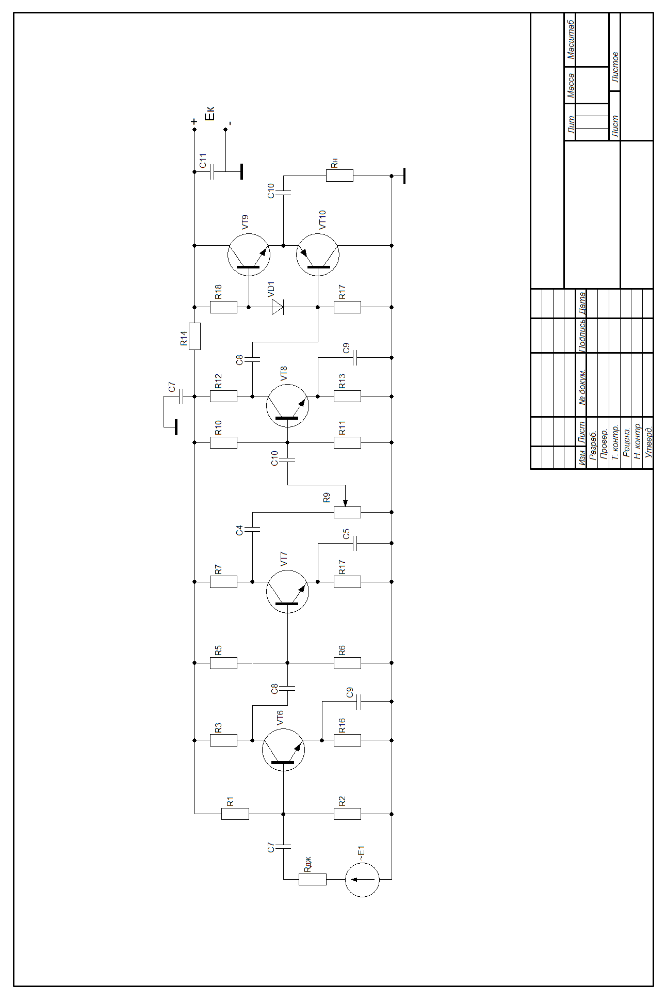 +
Ек
-
C11
Rн
C10
VT9
VT10
R18
VD1
R17
R14
C8
C9
C7
R12
VT8
R13
R10
R11
C10
R9
C4
C5
R7
VT7
R17
R5
R6
C8
C9
R3
VT6
R16
R1
R2
C7
Rдж
~E1
Лит Масса Масштаб
Лист Листов
Изм Лист № докум. Подпись Дата
Разраб.
Провер.
Т. контр.
Реценз.
Н. контр.
Утверд.